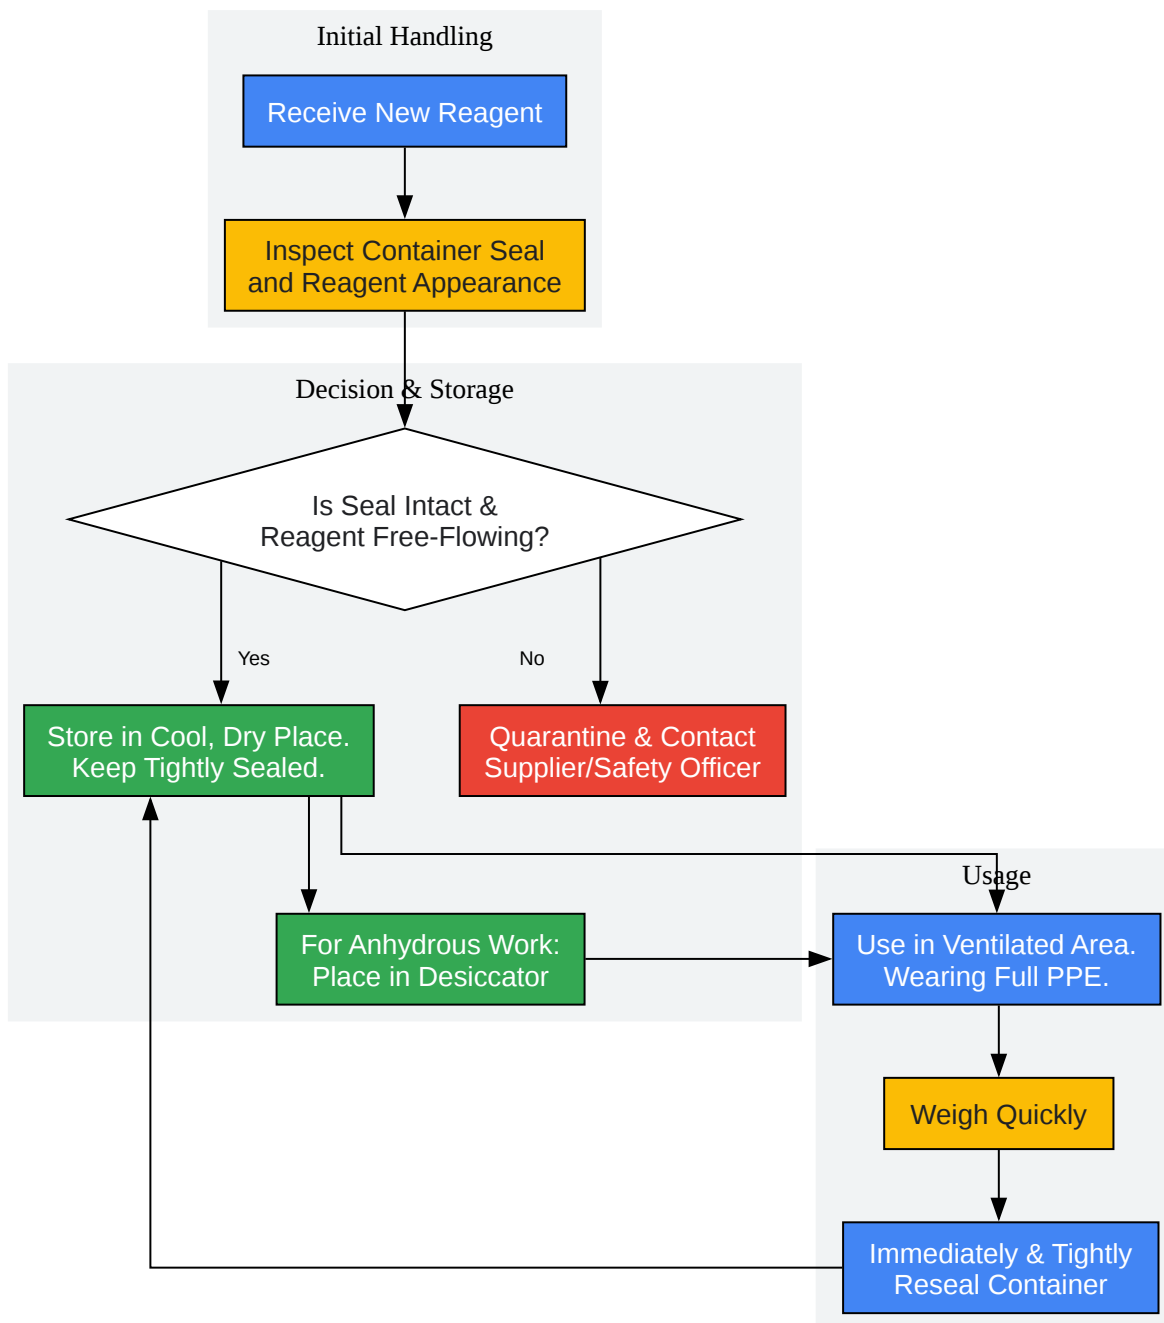 Initial Handling
Receive New Reagent
Inspect Container Seal
and Reagent Appearance
Decision & Storage
Is Seal Intact &
Reagent Free-Flowing?
Yes
No
Store in Cool, Dry Place.
Keep Tightly Sealed.
Quarantine & Contact
Supplier/Safety Officer
For Anhydrous Work:
Place in Desiccator
Usage
Use in Ventilated Area.
Wearing Full PPE.
Weigh Quickly
Immediately & Tightly
Reseal Container